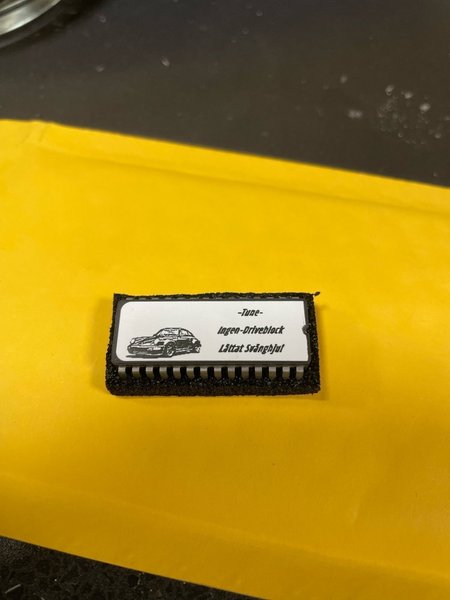 -Tune-
Ingen-Driveblock
Lättat Svänghjul